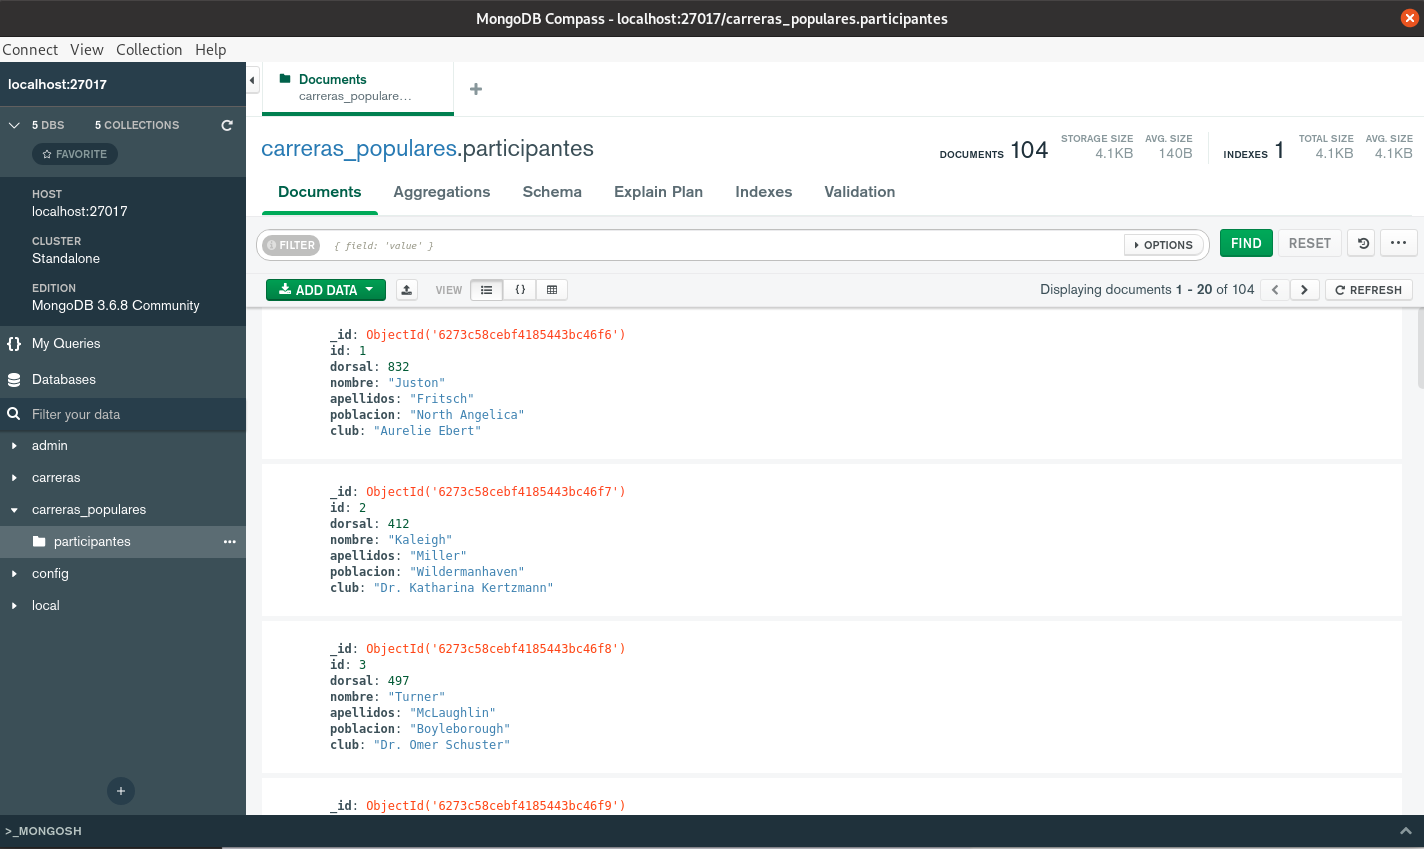 MongoDB Compass - localhost:27017/carreras_populares.participantes
Connect View Collection Help
localhost:27017
5 DBS 5 COLLECTIONS
FAVORITE
HOST
localhost:27017
CLUSTER
Standalone
EDITION
MongoDB 3.6.8 Community
{} My Queries
Databases
Filter your data
admin
carreras
carreras_populares
participantes
config
local
+
Documents
carreras_populare…
+
carreras_populares.participantes
DOCUMENTS 104
STORAGE SIZE
4.1KB
AVG. SIZE
140B
INDEXES 1
TOTAL SIZE
4.1KB
AVG. SIZE
4.1KB
Documents Aggregations Schema Explain Plan Indexes Validation
FILTER { field: 'value' } OPTIONS FIND RESET
ADD DATA VIEW {} Displaying documents 1 - 20 of 104 REFRESH
_id: ObjectId('6273c58cebf4185443bc46f6')
id: 1
dorsal: 832
nombre: "Juston"
apellidos: "Fritsch"
poblacion: "North Angelica"
club: "Aurelie Ebert"
_id: ObjectId('6273c58cebf4185443bc46f7')
id: 2
dorsal: 412
nombre: "Kaleigh"
apellidos: "Miller"
poblacion: "Wildermanhaven"
club: "Dr. Katharina Kertzmann"
_id: ObjectId('6273c58cebf4185443bc46f8')
id: 3
dorsal: 497
nombre: "Turner"
apellidos: "McLaughlin"
poblacion: "Boyleborough"
club: "Dr. Omer Schuster"
_id: ObjectId('6273c58cebf4185443bc46f9')
>_MONGOSH